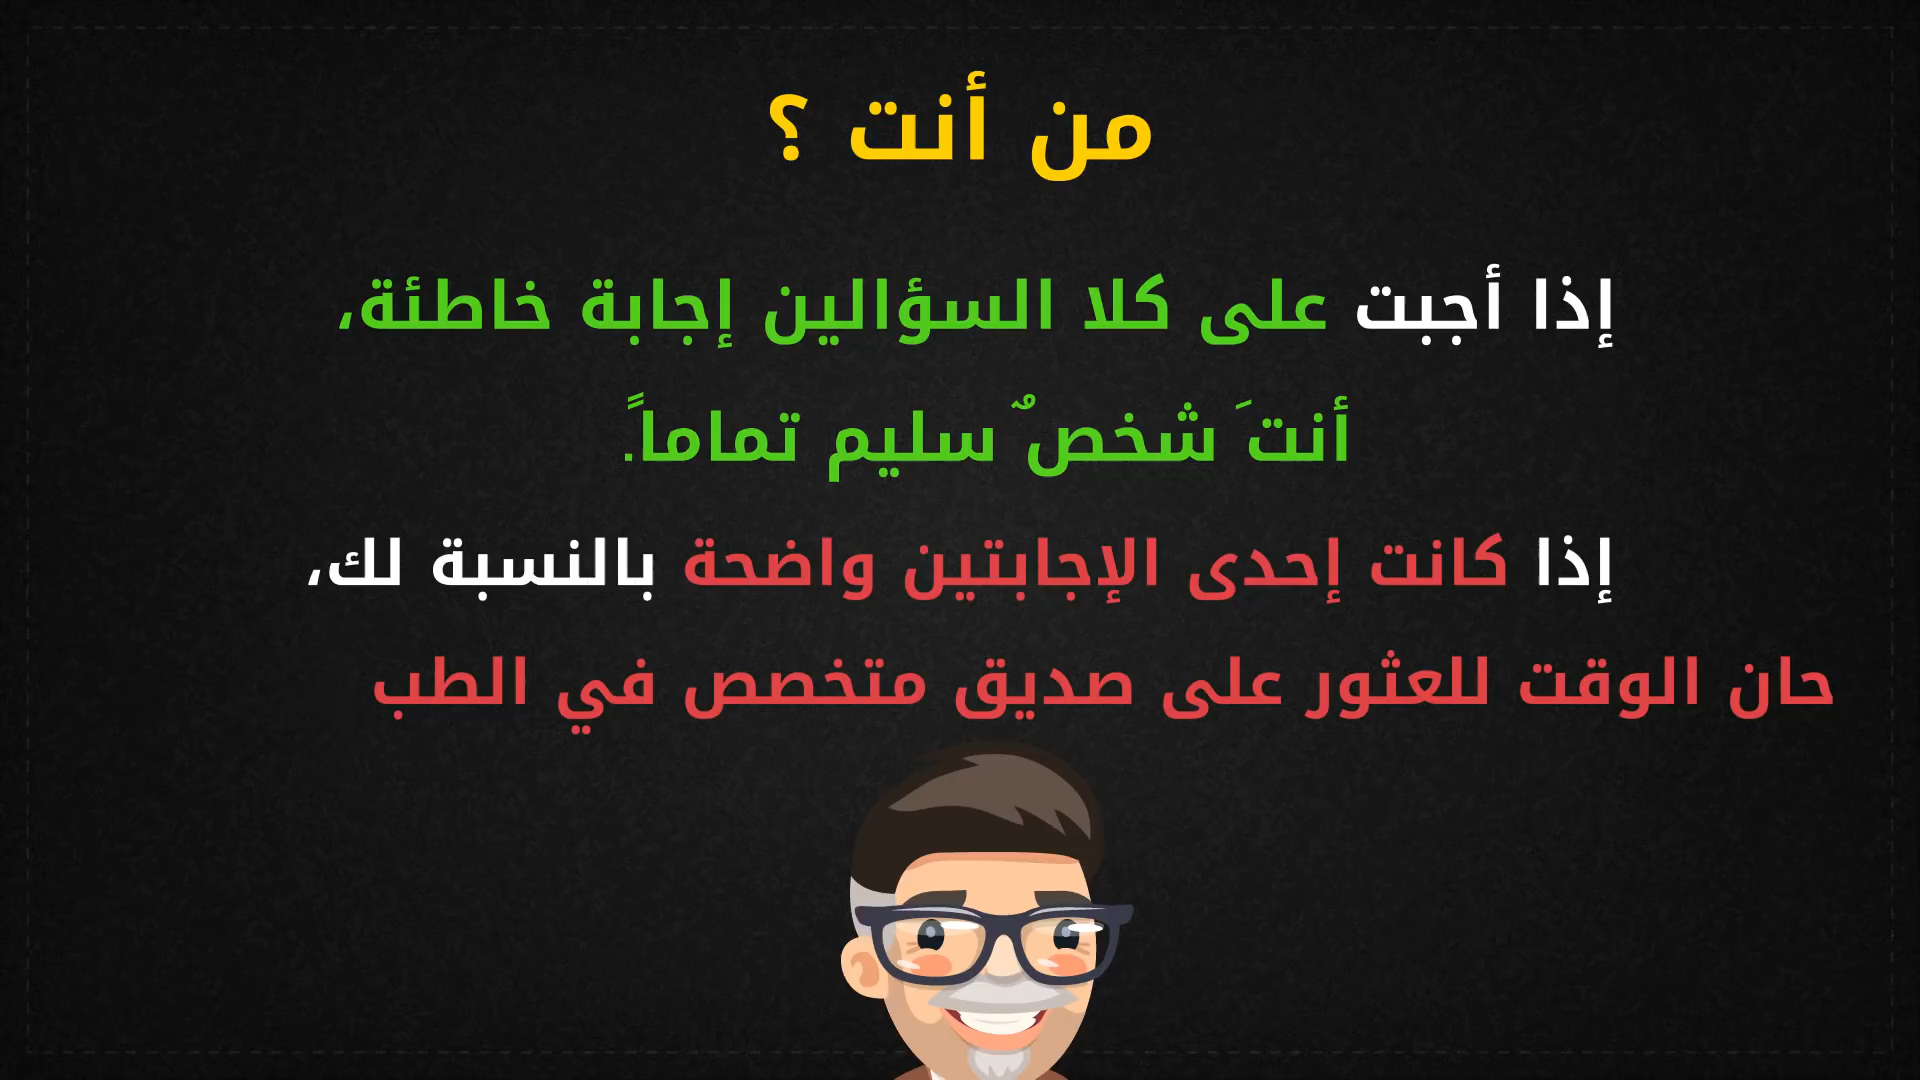 من أنت ؟
إذا أجبت على كلا السؤالين إجابة خاطئة،
أنتَ شخصٌ سليم تماماً.
إذا كانت إحدى الإجابتين واضحة بالنسبة لك،
حان الوقت للعثور على صديق متخصص في الطب